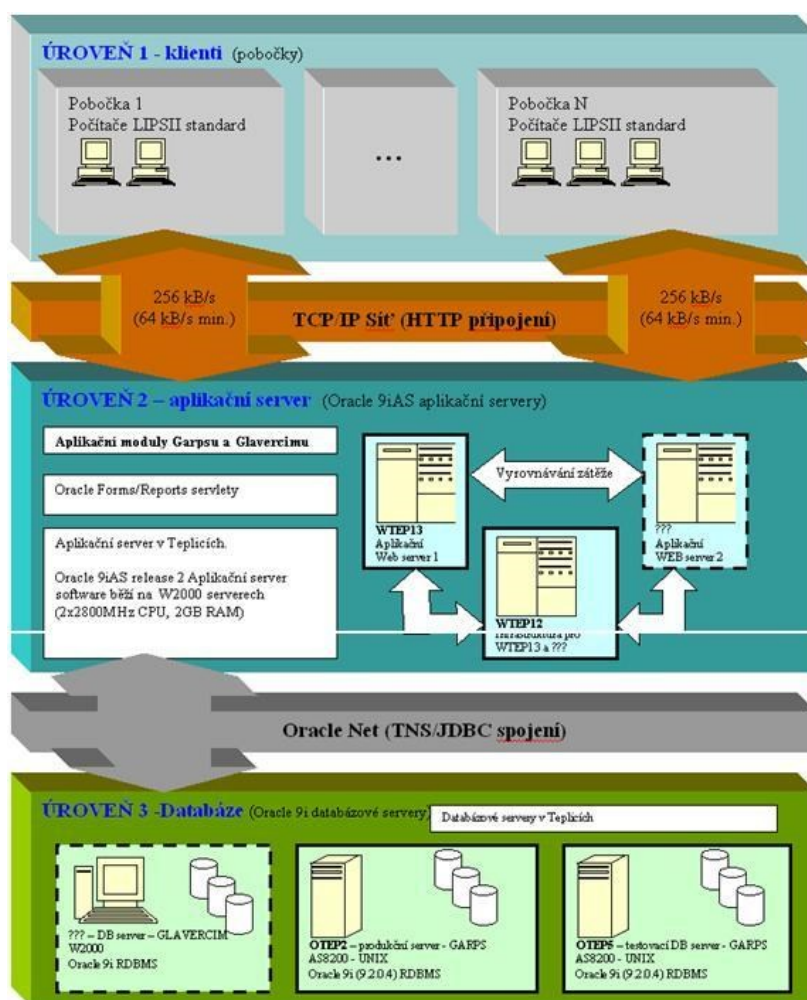 ÚROVEŇ 1 - klienti (pobočky)
Pobočka 1
Počítače LIPSII standard
...
Pobočka N
Počítače LIPSII standard
256 kB/s
(64 kB/s min.)
TCP/IP Síť (HTTP připojení)
256 kB/s
(64 kB/s min.)
ÚROVEŇ 2 – aplikační server (Oracle 9iAS aplikační servery)
Aplikační moduly Garpsu a Glavercimu
Oracle Forms/Reports servlety
Aplikační server v Teplicích.
Oracle 9iAS release 2 Aplikační server
software běží na W2000 serverech
(2x2800MHz CPU, 2GB RAM)
WTEP13
Aplikační
Web server 1
Vyrovnávání zátěže
???
Aplikační
WEB server 2
WTEP12
Infrastruktura pro
WTEP13 a ???
Oracle Net (TNS/JDBC spojení)
ÚROVEŇ 3 -Databáze (Oracle 9i databázové servery)
Databázové servery v Teplicích
??? – DB server – GLAVERCIM
W2000
Oracle 9i RDBMS
OTEP2 – produkční server - GARPS
AS8200 - UNIX
Oracle 9i (9.2.0.4) RDBMS
OTEP5 – testovací DB server - GARPS
AS8200 - UNIX
Oracle 9i (9.2.0.4) RDBMS